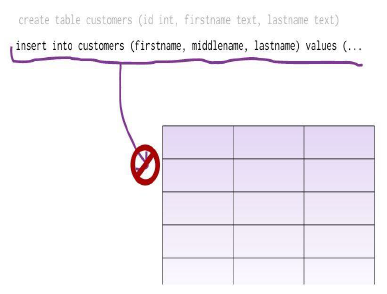 create table customers (id int, firstname text, lastname text)
insert into customers (firstname, middlename, lastname) values (...